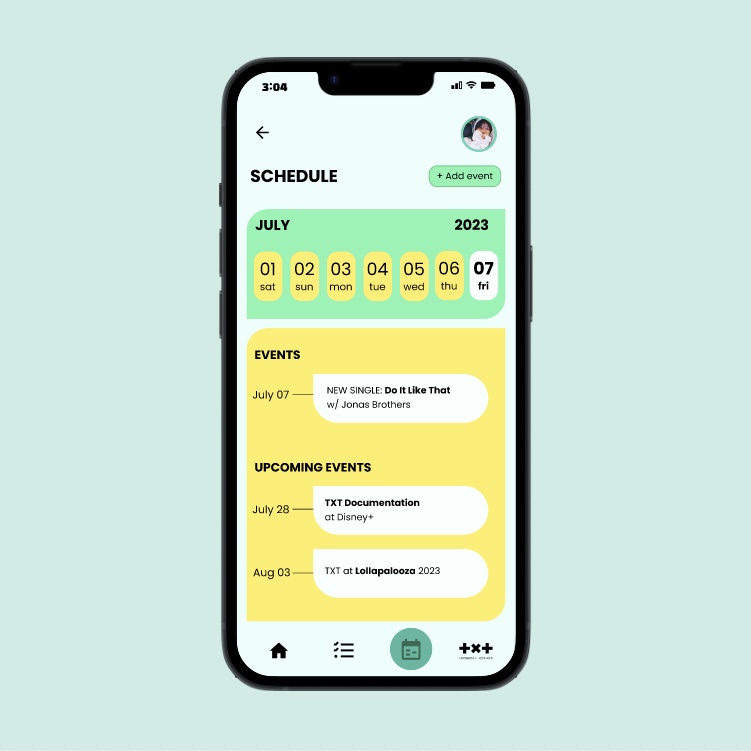 3:04
SCHEDULE
+ Add event
JULY 2023
01 02 03 04 05 06 07
sat sun mon tue wed thu fri
EVENTS
July 07
NEW SINGLE: Do It Like That
w/ Jonas Brothers
UPCOMING EVENTS
July 28
TXT Documentation
at Disney+
Aug 03
TXT at Lollapalooza 2023